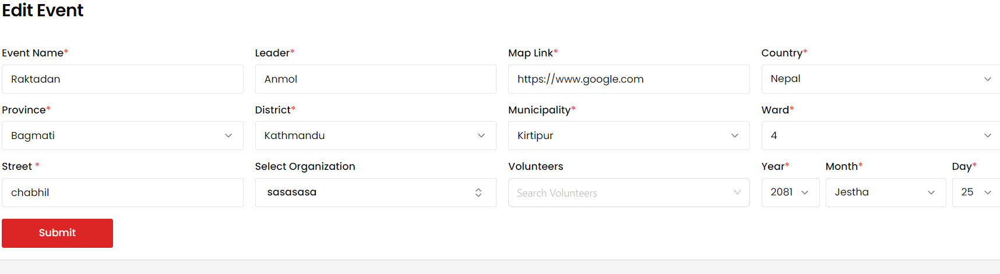 Edit Event
Event Name* Leader* Map Link* Country*
Raktadan Anmol https://www.google.com Nepal
Province* District* Municipality* Ward*
Bagmati Kathmandu Kirtipur 4
Street * Select Organization Volunteers Year* Month* Day*
chabhil sasasasa Search Volunteers 2081 Jestha 25
Submit